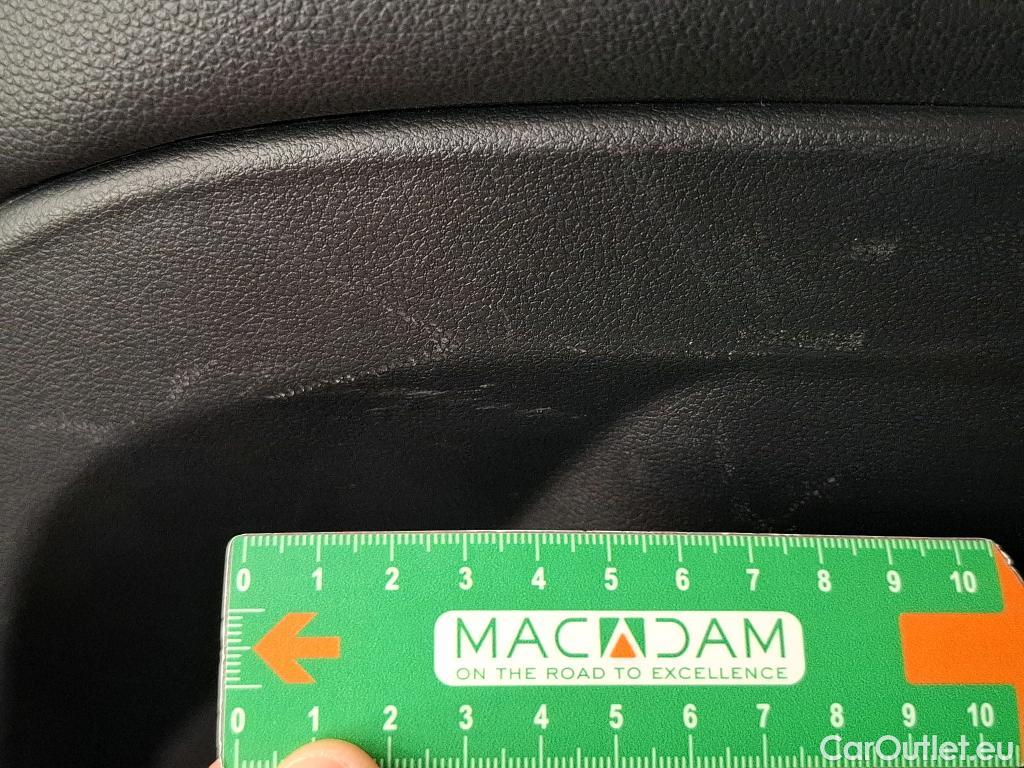 0 1 2 3 4 5 6 7 8 9 10
MACADAM
ON THE ROAD TO EXCELLENCE
0 1 2 3 4 5 6 7 8 9 10
CarOutlet.eu